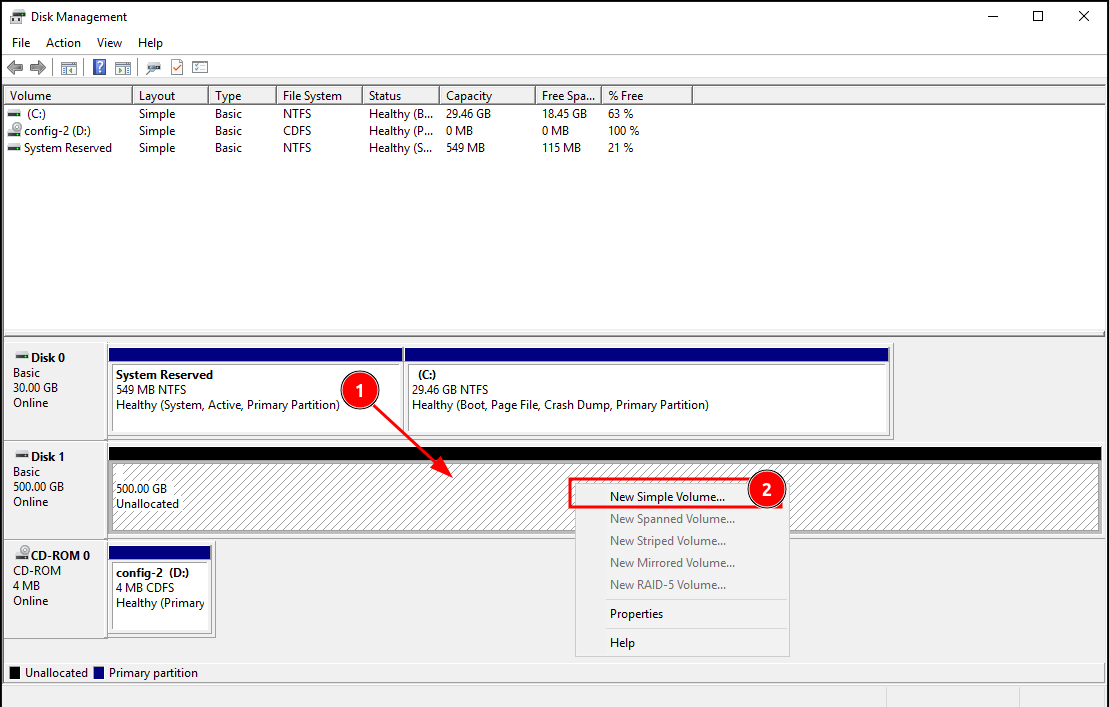 Disk Management
File Action View Help
Volume Layout Type File System Status Capacity Free Spa... % Free
(C:) Simple Basic NTFS Healthy (B... 29.46 GB 18.45 GB 63 %
config-2 (D:) Simple Basic CDFS Healthy (P... 0 MB 0 MB 100 %
System Reserved Simple Basic NTFS Healthy (S... 549 MB 115 MB 21 %
Disk 0
Basic
30.00 GB
Online
System Reserved
549 MB NTFS
Healthy (System, Active, Primary Partition)
(C:)
29.46 GB NTFS
Healthy (Boot, Page File, Crash Dump, Primary Partition)
1
Disk 1
Basic
500.00 GB
Online
500.00 GB
Unallocated
2
New Simple Volume...
New Spanned Volume...
New Striped Volume...
New Mirrored Volume...
New RAID-5 Volume...
Properties
Help
CD-ROM 0
CD-ROM
4 MB
Online
config-2 (D:)
4 MB CDFS
Healthy (Primary
Unallocated Primary partition